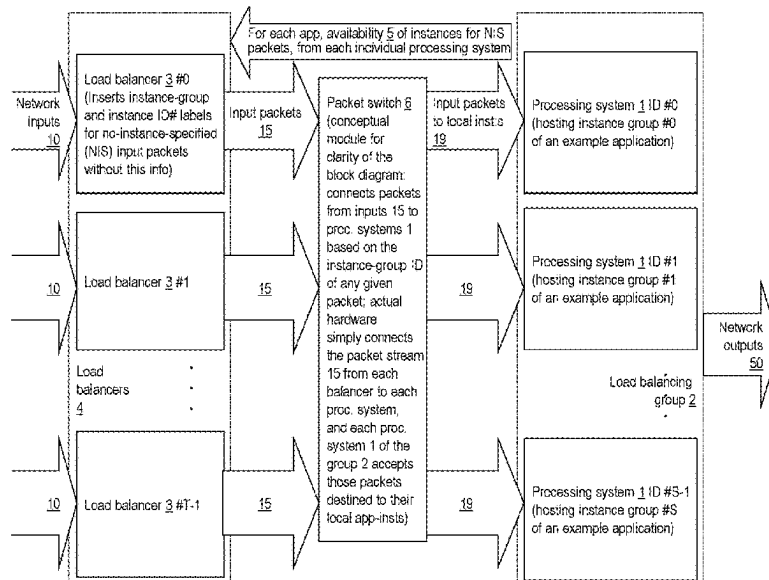 For each app, availability 5 of instances for NIS
packets, from each individual processing system
Network
inputs
10
Load balancer 3 #0
(Inserts instance-group
and instance ID# labels
for no-instance-specified
(NIS) input packets
without this info)
Input packets
15
Packet switch 6
(conceptual
module for
clarity of the
block diagram:
connects packets
from inputs 15 to
proc. systems 1
based on the
instance-group ID
of any given
packet; actual
hardware
simply connects
the packet stream
15 from each
balancer to each
proc. system,
and each proc.
system 1 of the
group 2 accepts
those packets
destined to their
local app-insts)
Input packets
to local insts
19
Processing system 1 ID #0
(hosting instance group #0
of an example application)
10
Load balancer 3 #1
15
19
Processing system 1 ID #1
(hosting instance group #1
of an example application)
Network
outputs
50
Load
balancers
4
Load balancing
group 2
10
Load balancer 3 #T-1
15
19
Processing system 1 ID #S-1
(hosting instance group #S
of an example application)